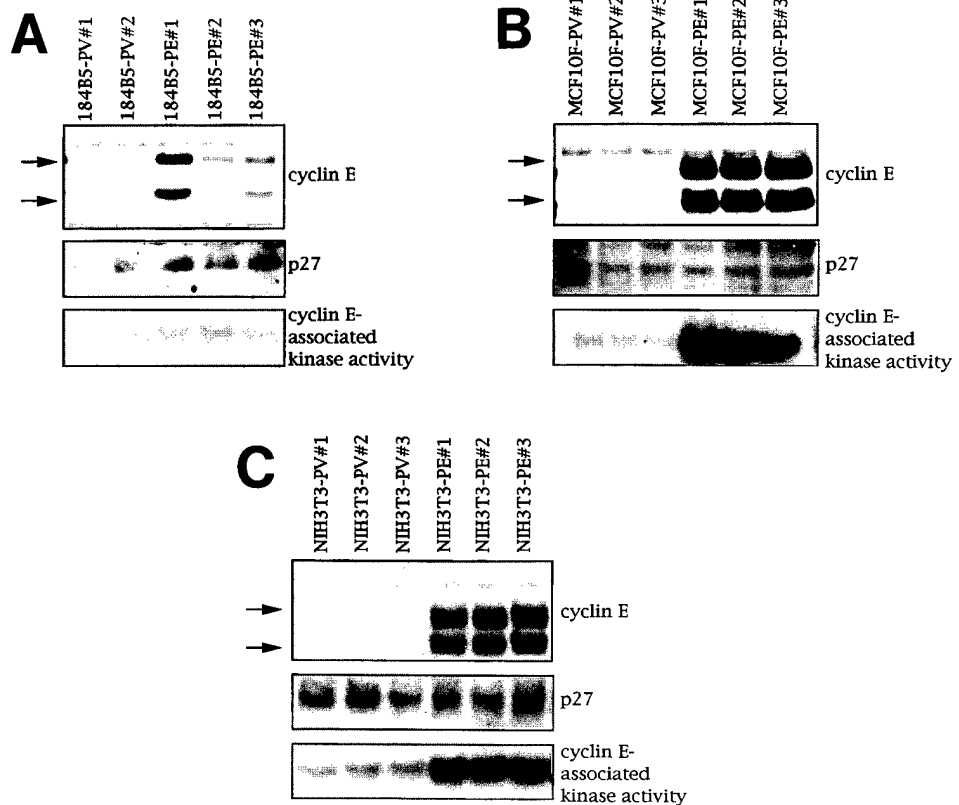 A
184B5-PV#1
184B5-PV#2
184B5-PE#1
184B5-PE#2
184B5-PE#3
cyclin E
p27
cyclin E-
associated
kinase activity
B
MCF10F-PV#1
MCF10F-PV#2
MCF10F-PV#3
MCF10F-PE#1
MCF10F-PE#2
MCF10F-PE#3
cyclin E
p27
cyclin E-
associated
kinase activity
C
NIH3T3-PV#1
NIH3T3-PV#2
NIH3T3-PV#3
NIH3T3-PE#1
NIH3T3-PE#2
NIH3T3-PE#3
cyclin E
p27
cyclin E-
associated
kinase activity